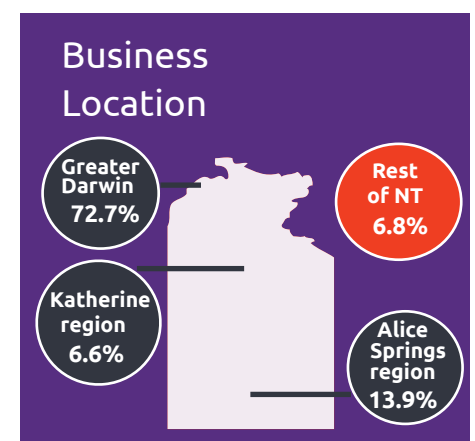 Business
Location
Greater
Darwin
72.7%
Rest
of NT
6.8%
Katherine
region
6.6%
Alice
Springs
region
13.9%